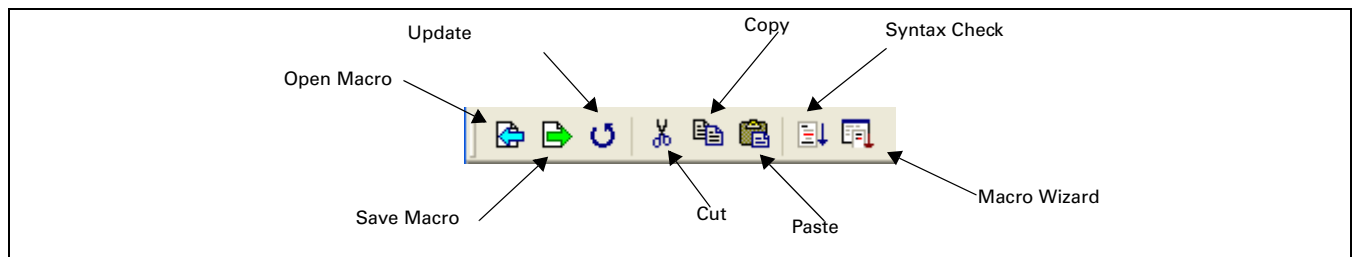 Update
Copy
Syntax Check
Open Macro
Save Macro
Cut
Paste
Macro Wizard